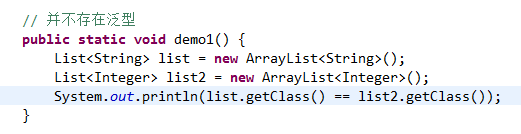 // 并不存在泛型
public static void demo1() {
List<String> list = new ArrayList<String>();
List<Integer> list2 = new ArrayList<Integer>();
System.out.println(list.getClass() == list2.getClass());
}